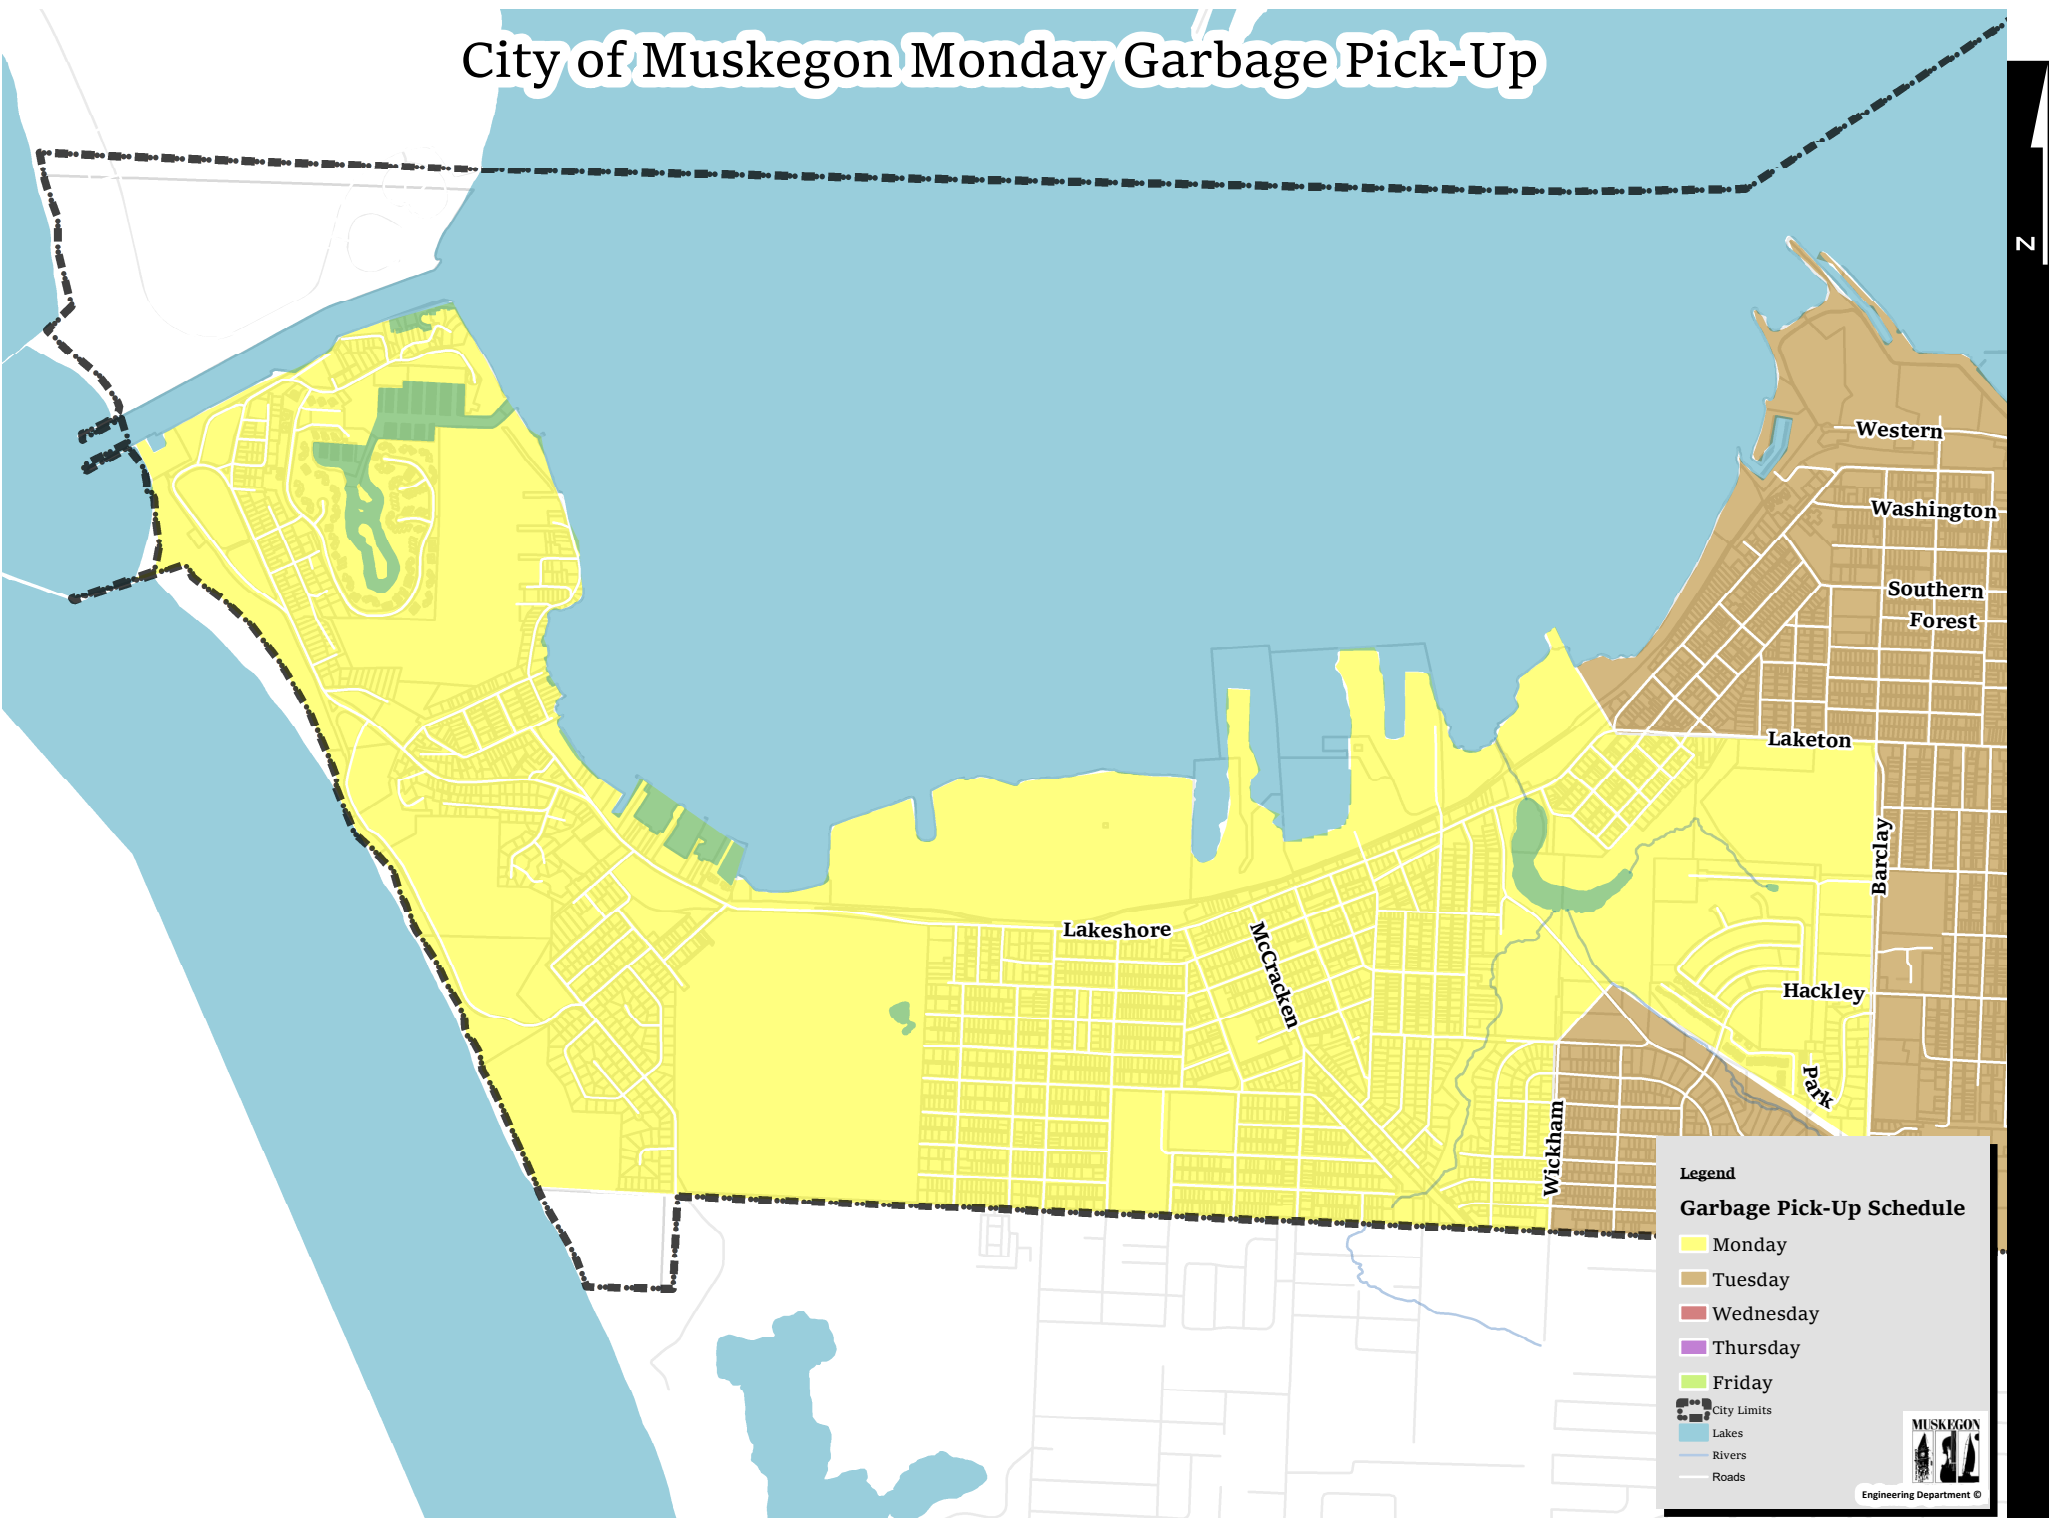 City of Muskegon Monday Garbage Pick-Up
N
Western
Washington
Southern
Forest
Laketon
Barclay
Lakeshore
McCracken
Hackley
Park
Wickham
Legend
Garbage Pick-Up Schedule
Monday
Tuesday
Wednesday
Thursday
Friday
City Limits
Lakes
Rivers
Roads
MUSKEGON
Engineering Department ©